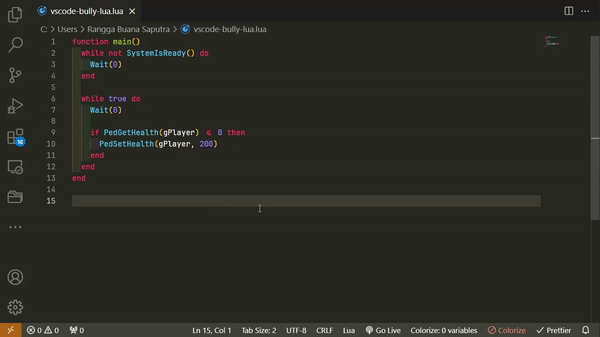 vscode-bully-lua.lua
C: > Users > Rangga Buana Saputra > vscode-bully-lua.lua
1 function main()
2 while not SystemIsReady() do
3 Wait(0)
4 end
5
6 while true do
7 Wait(0)
8
9 if PedGetHealth(gPlayer) <= 0 then
10 PedSetHealth(gPlayer, 200)
11 end
12 end
13 end
14
15
10
0 0 0 Ln 15, Col 1 Tab Size: 2 UTF-8 CRLF Lua Go Live Colorize: 0 variables Colorize Prettier